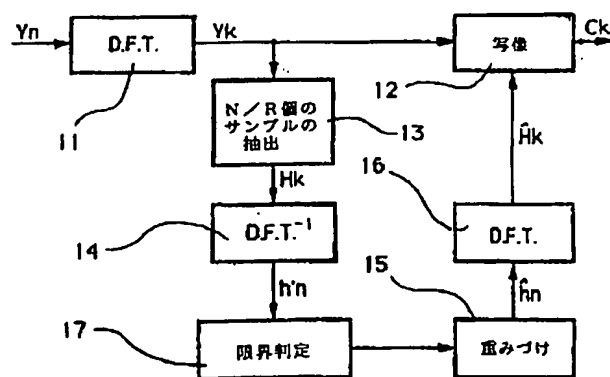 Yn
D.F.T.
Yk
写像
Ck
11
12
N/R個の
サンプルの
抽出
13
Hk
Ĥk
16
14
D.F.T.⁻¹
D.F.T.
h'n
ĥn
15
17
限界判定
重みづけ